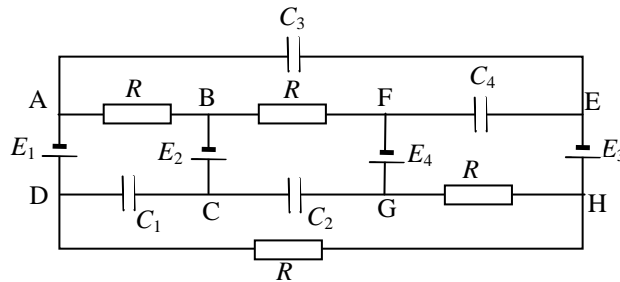 C3
A R B R F C4 E
E1 E2 E4 E3
D C1 C C2 G R H
R